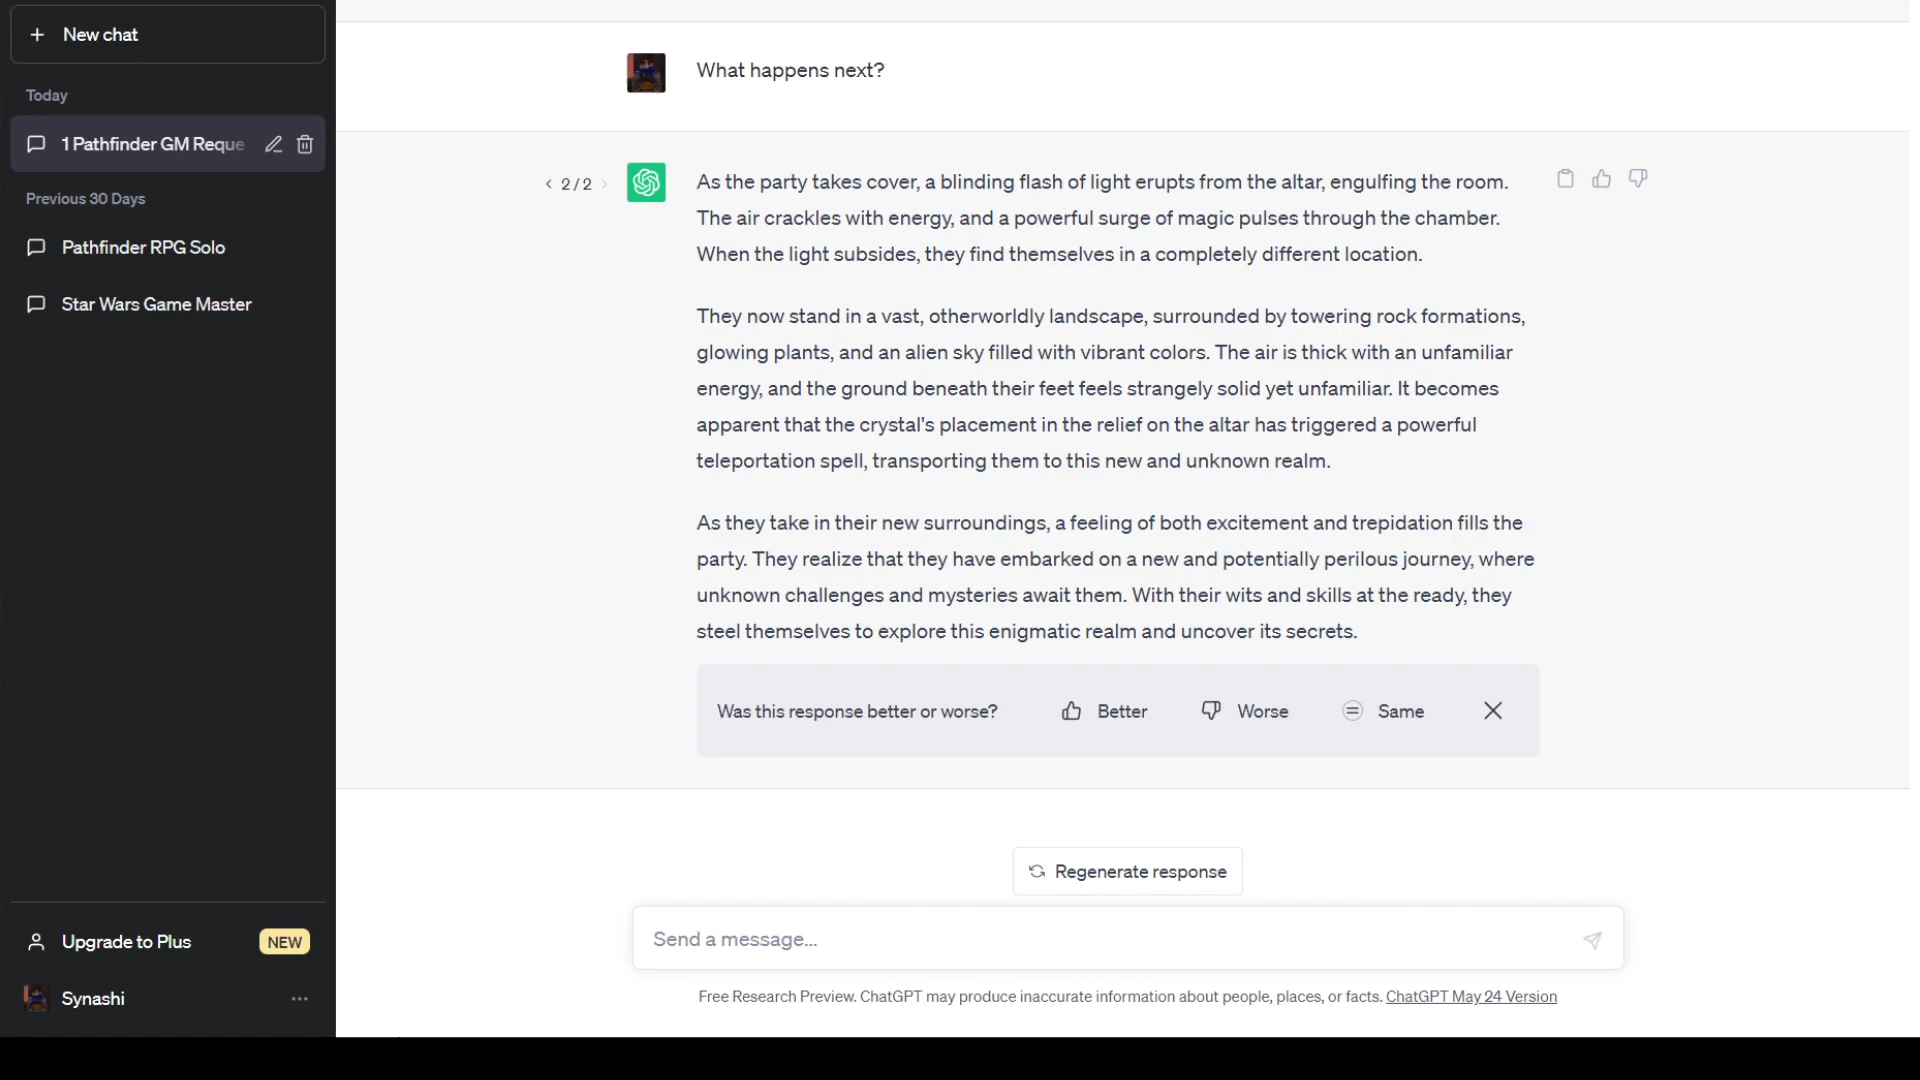 New chat
Today
1 Pathfinder GM Reque
Previous 30 Days
Pathfinder RPG Solo
Star Wars Game Master
Upgrade to Plus NEW
Synashi
What happens next?
2 / 2
As the party takes cover, a blinding flash of light erupts from the altar, engulfing the room.
The air crackles with energy, and a powerful surge of magic pulses through the chamber.
When the light subsides, they find themselves in a completely different location.
They now stand in a vast, otherworldly landscape, surrounded by towering rock formations,
glowing plants, and an alien sky filled with vibrant colors. The air is thick with an unfamiliar
energy, and the ground beneath their feet feels strangely solid yet unfamiliar. It becomes
apparent that the crystal's placement in the relief on the altar has triggered a powerful
teleportation spell, transporting them to this new and unknown realm.
As they take in their new surroundings, a feeling of both excitement and trepidation fills the
party. They realize that they have embarked on a new and potentially perilous journey, where
unknown challenges and mysteries await them. With their wits and skills at the ready, they
steel themselves to explore this enigmatic realm and uncover its secrets.
Was this response better or worse? Better Worse Same
Regenerate response
Send a message...
Free Research Preview. ChatGPT may produce inaccurate information about people, places, or facts. ChatGPT May 24 Version